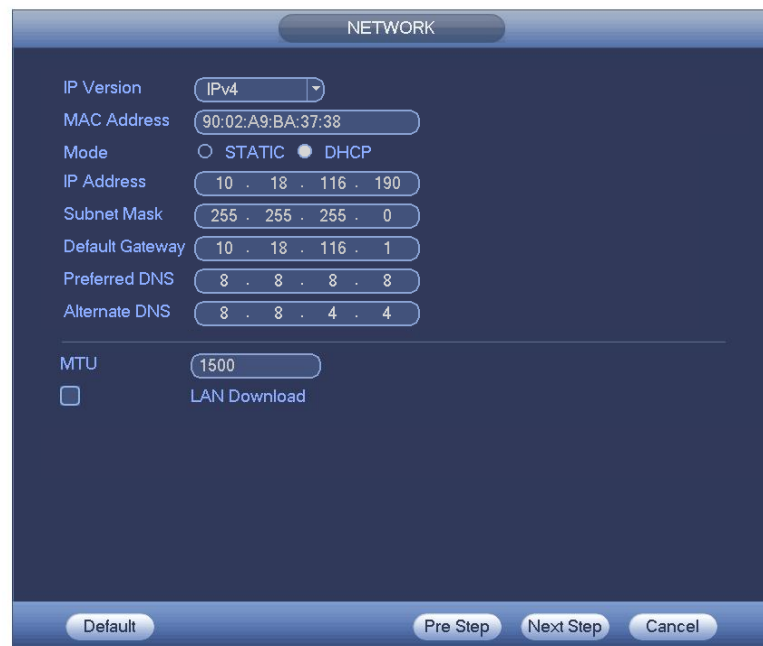 NETWORK
IP Version IPv4
MAC Address 90:02:A9:BA:37:38
Mode STATIC DHCP
IP Address 10 . 18 . 116 . 190
Subnet Mask 255 . 255 . 255 . 0
Default Gateway 10 . 18 . 116 . 1
Preferred DNS 8 . 8 . 8 . 8
Alternate DNS 8 . 8 . 4 . 4
MTU 1500
LAN Download
Default Pre Step Next Step Cancel